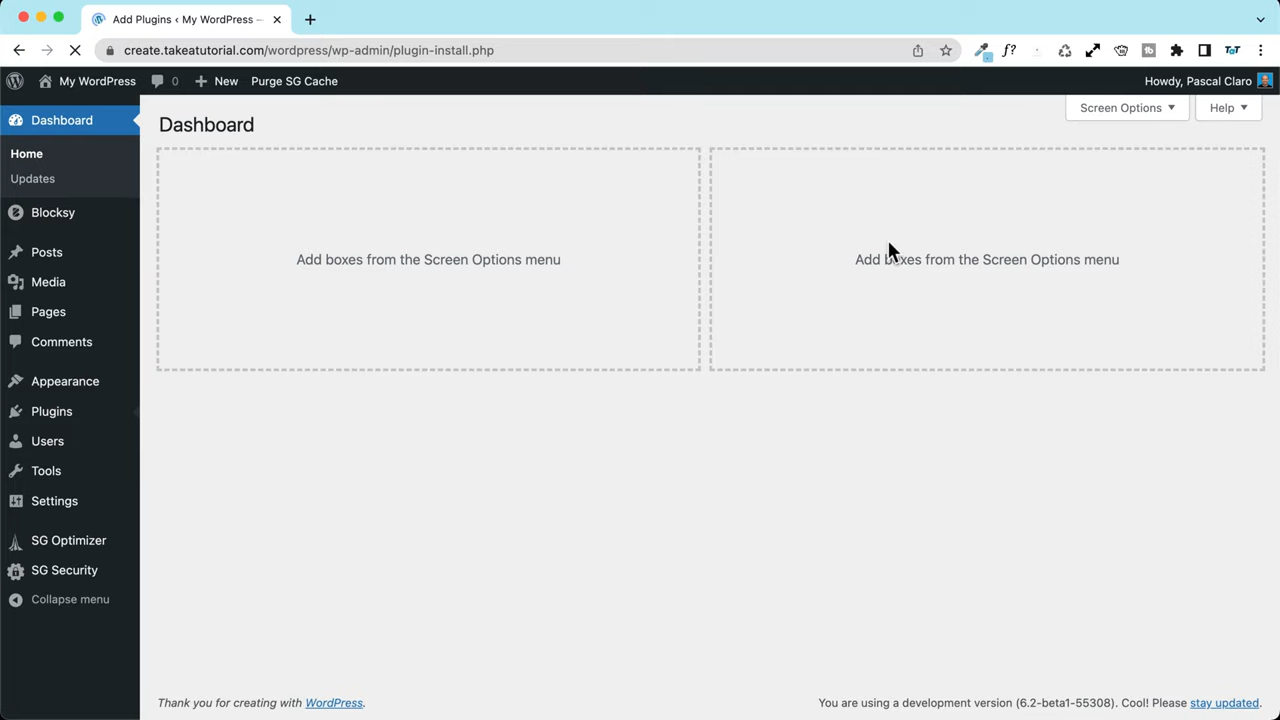 Add Plugins ‹ My WordPress –
create.takeatutorial.com/wordpress/wp-admin/plugin-install.php
f?
TaT
My WordPress 0 New Purge SG Cache Howdy, Pascal Claro
Dashboard
Home
Updates
Blocksy
Posts
Media
Pages
Comments
Appearance
Plugins
Users
Tools
Settings
SG Optimizer
SG Security
Collapse menu
Screen Options
Help
Dashboard
Add boxes from the Screen Options menu
Add boxes from the Screen Options menu
Thank you for creating with WordPress.
You are using a development version (6.2-beta1-55308). Cool! Please stay updated.